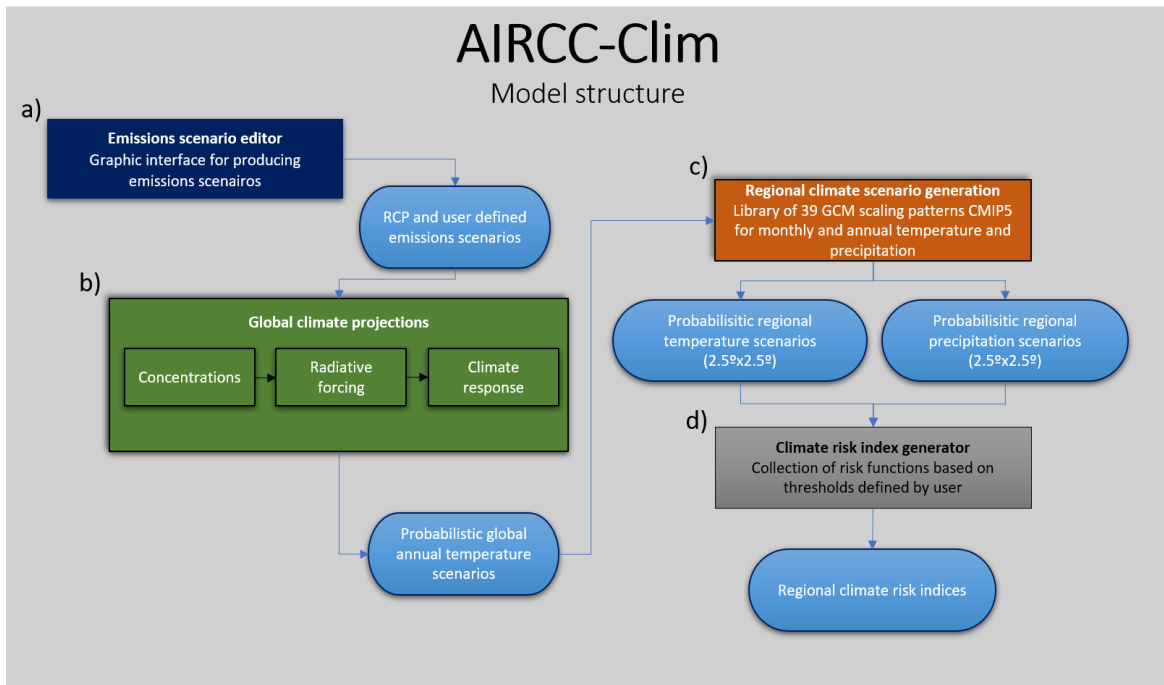 AIRCC-Clim
Model structure
a)
Emissions scenario editor
Graphic interface for producing
emissions scenairos
RCP and user defined
emissions scenarios
b)
Global climate projections
Concentrations
Radiative
forcing
Climate
response
Probabilistic global
annual temperature
scenarios
c)
Regional climate scenario generation
Library of 39 GCM scaling patterns CMIP5
for monthly and annual temperature and
precipitation
Probabilisitic regional
temperature scenarios
(2.5ºx2.5º)
Probabilisitic regional
precipitation scenarios
(2.5ºx2.5º)
d)
Climate risk index generator
Collection of risk functions based on
thresholds defined by user
Regional climate risk indices